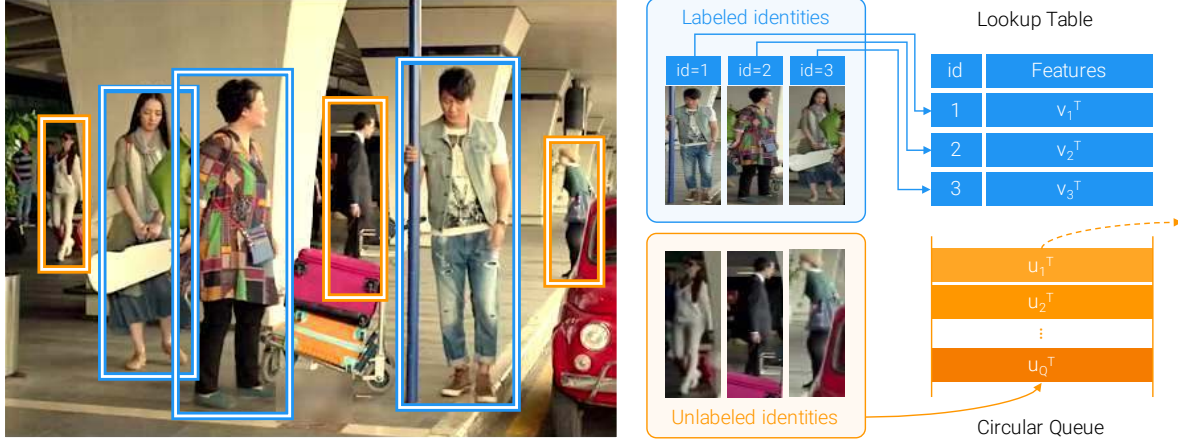 Labeled identities
id=1 id=2 id=3
Lookup Table
id Features
1 v₁ᵀ
2 v₂ᵀ
3 v₃ᵀ
u₁ᵀ
u₂ᵀ
⋮
u_Qᵀ
Unlabeled identities
Circular Queue